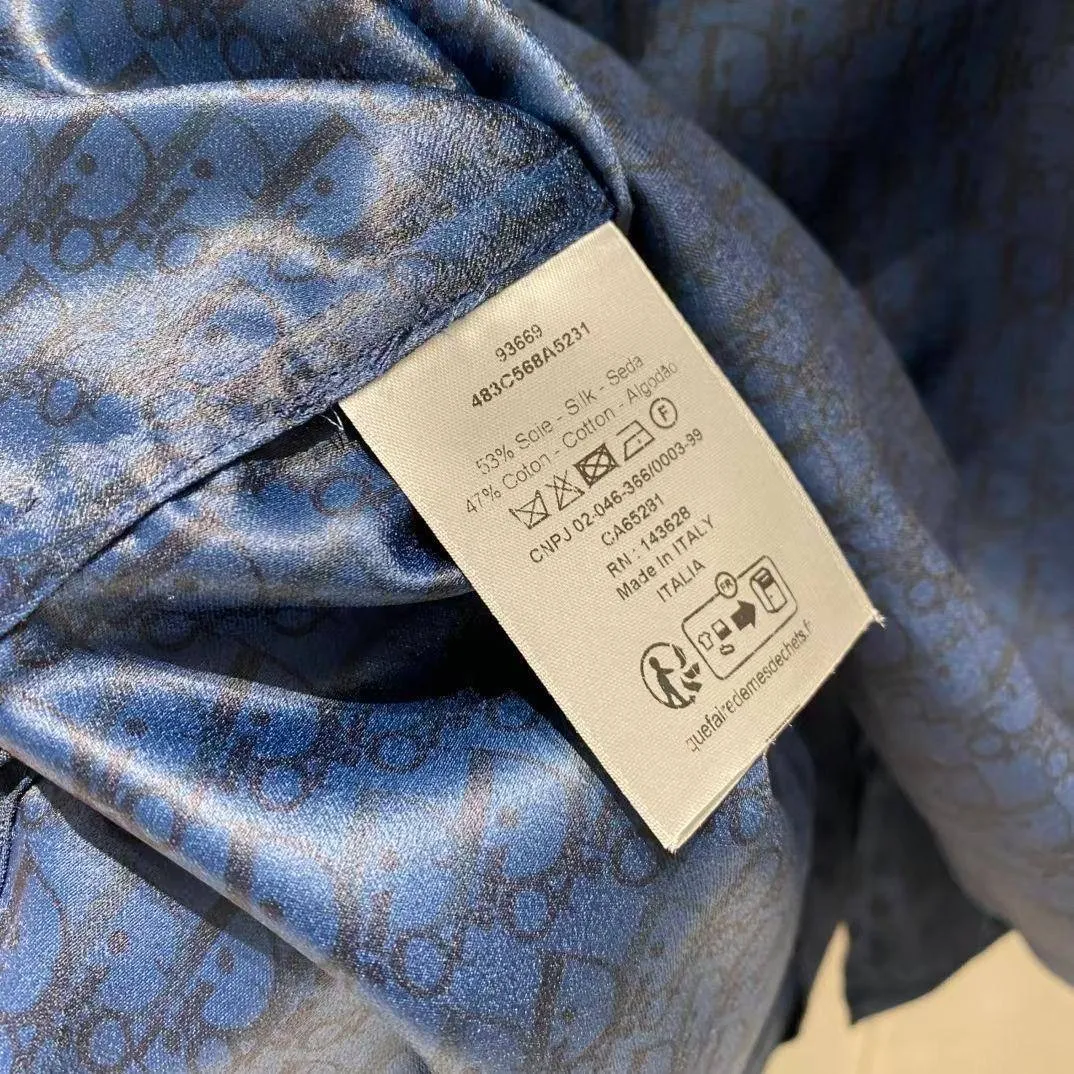 93669
483C568A5231
53% Soie - Silk - Seda
47% Coton - Cotton - Algodão
F
CNPJ 02-046-366/0003-99
CA65281
RN : 143628
Made In ITALY
ITALIA
FR
quefairedemesdechets.fr